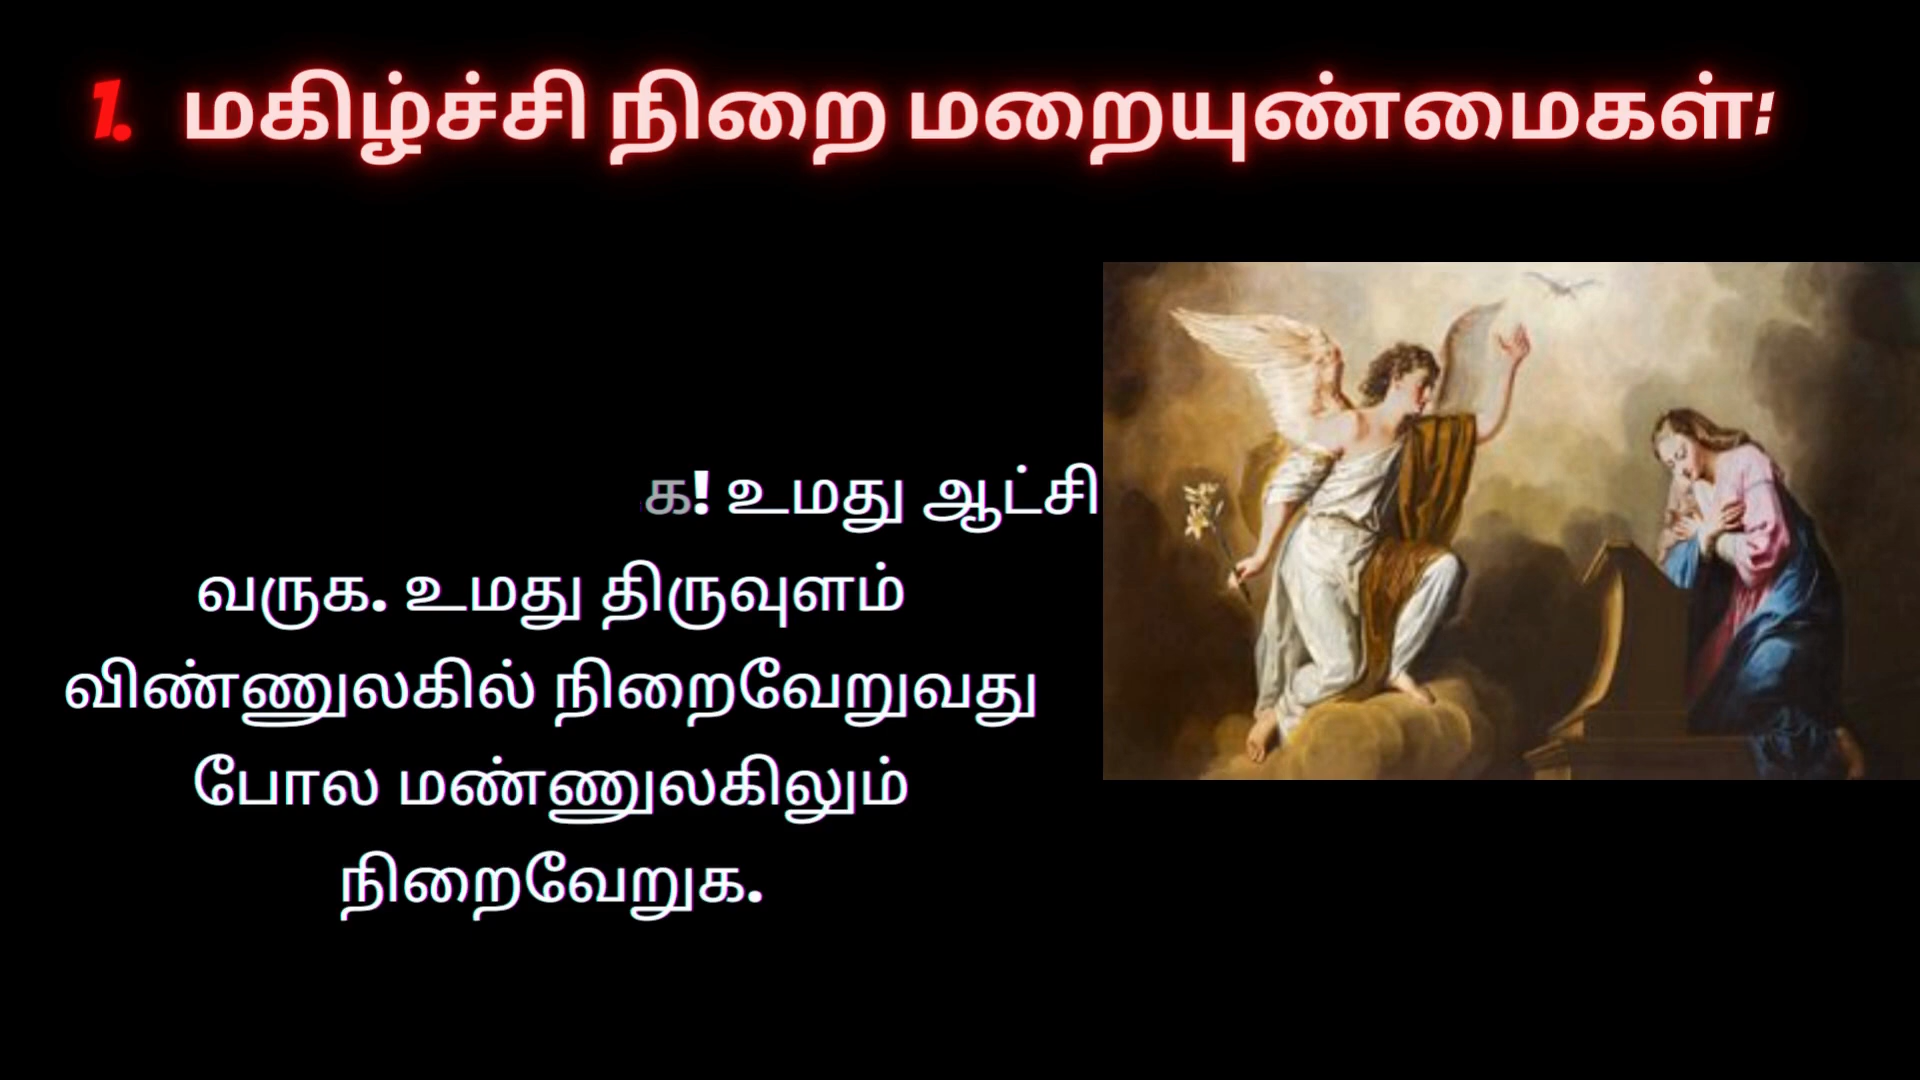 1. மகிழ்ச்சி நிறை மறையுண்மைகள்:
க! உமது ஆட்சி
வருக. உமது திருவுளம்
விண்ணுலகில் நிறைவேறுவது
போல மண்ணுலகிலும்
நிறைவேறுக.